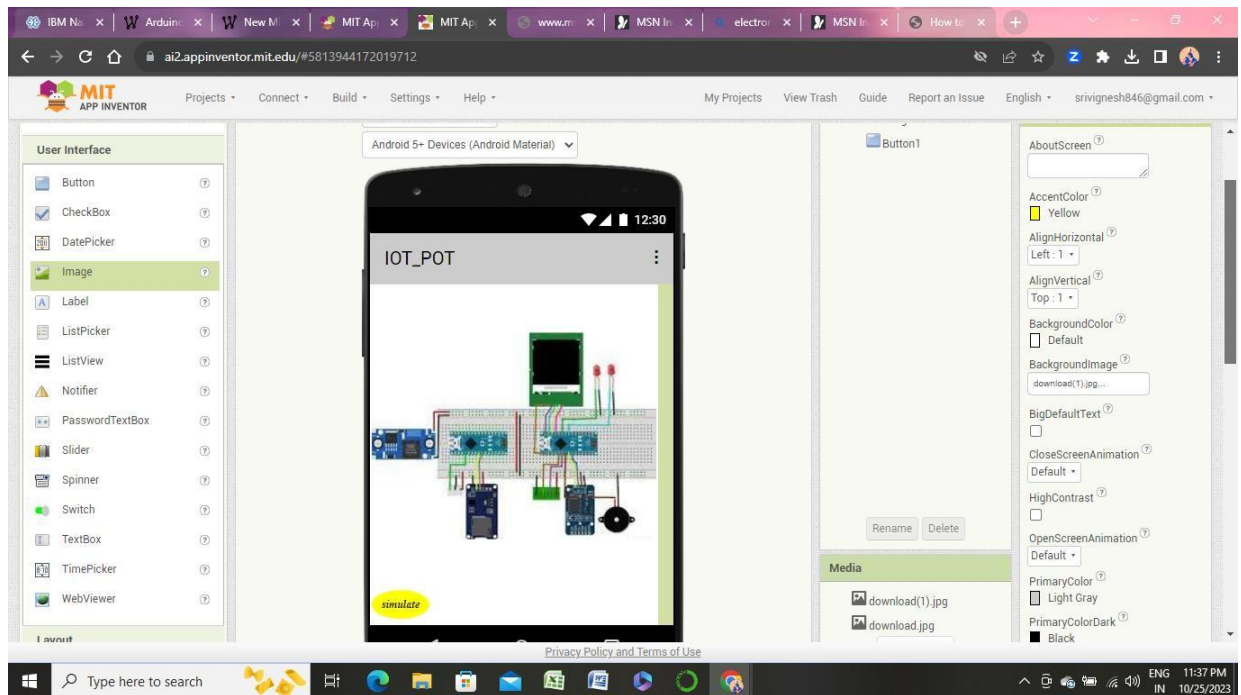 IBM Na
Arduino
New MI
MIT Ap
MIT Ap
www.m
MSN In
electror
MSN In
How to
ai2.appinventor.mit.edu/#5813944172019712
MIT
APP INVENTOR
Projects
Connect
Build
Settings
Help
My Projects
View Trash
Guide
Report an Issue
English
srivignesh846@gmail.com
User Interface
Button
CheckBox
DatePicker
Image
Label
ListPicker
ListView
Notifier
PasswordTextBox
Slider
Spinner
Switch
TextBox
TimePicker
WebViewer
Layout
Android 5+ Devices (Android Material)
12:30
IOT_POT
simulate
Button1
Rename
Delete
Media
download(1).jpg
download.jpg
AboutScreen
AccentColor
Yellow
AlignHorizontal
Left : 1
AlignVertical
Top : 1
BackgroundColor
Default
BackgroundImage
download(1).jpg...
BigDefaultText
CloseScreenAnimation
Default
HighContrast
OpenScreenAnimation
Default
PrimaryColor
Light Gray
PrimaryColorDark
Black
Privacy Policy and Terms of Use
Type here to search
ENG
IN
11:37 PM
10/25/2023